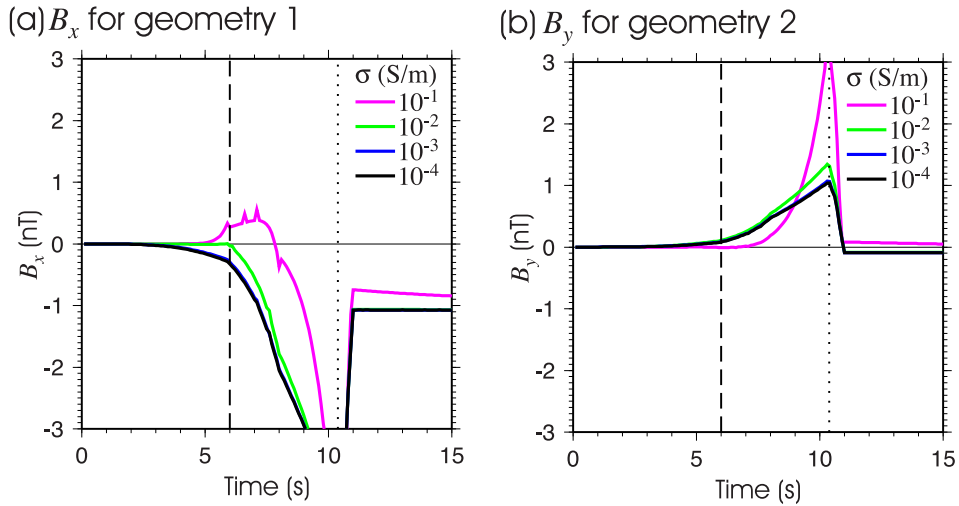 (a) Bx for geometry 1
3
2
1
0
-1
-2
-3
Bx (nT)
σ (S/m)
10-1
10-2
10-3
10-4
0 5 10 15
Time (s)
(b) By for geometry 2
3
2
1
0
-1
-2
-3
By (nT)
σ (S/m)
10-1
10-2
10-3
10-4
0 5 10 15
Time (s)